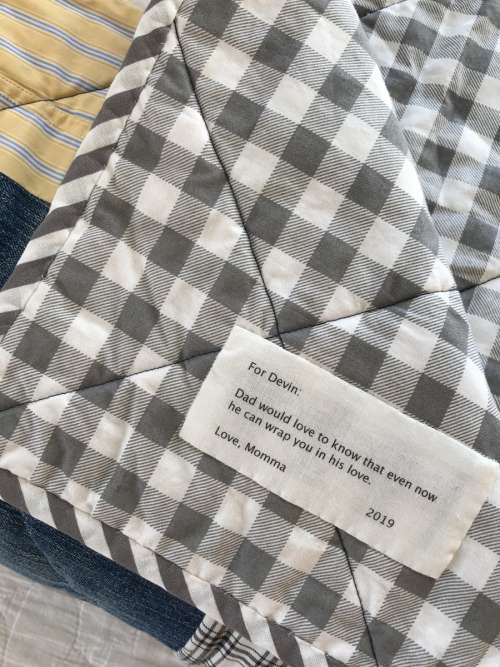 For Devin:
Dad would love to know that even now
he can wrap you in his love.
Love, Momma
2019